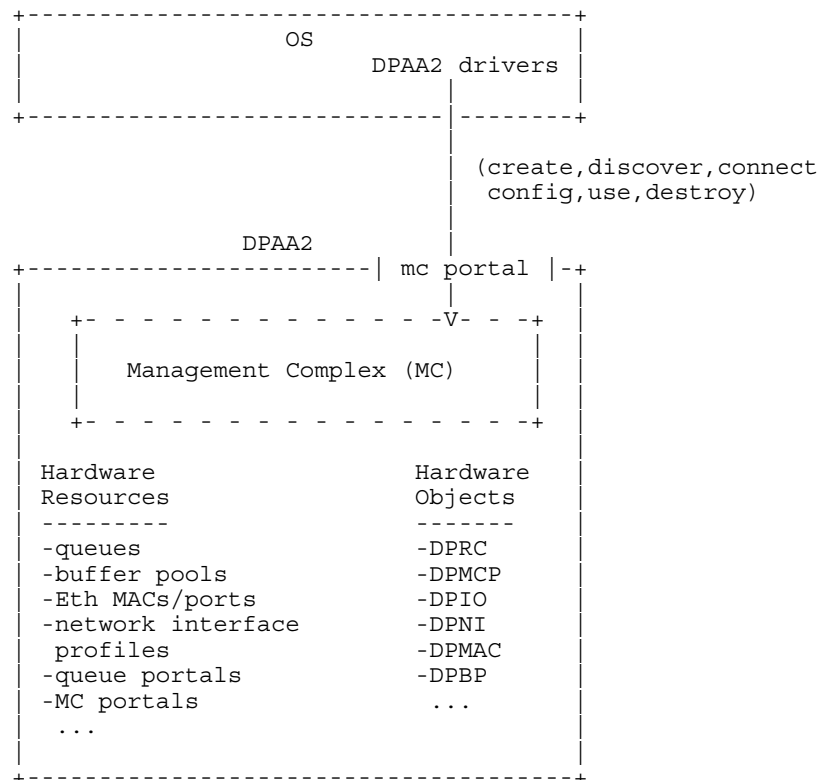 OS
DPAA2 drivers
(create,discover,connect
config,use,destroy)
DPAA2
mc portal
Management Complex (MC)
Hardware Hardware
Resources Objects
--------- -------
-queues -DPRC
-buffer pools -DPMCP
-Eth MACs/ports -DPIO
-network interface -DPNI
profiles -DPMAC
-queue portals -DPBP
-MC portals ...
...